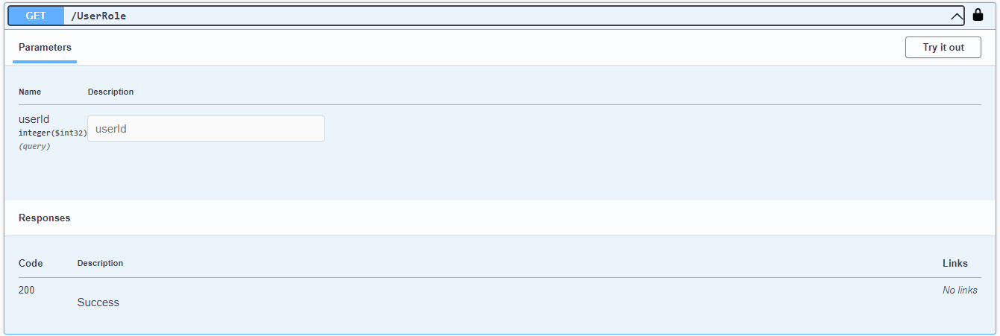 GET /UserRole
Parameters
Try it out
Name Description
userId
integer($int32)
(query)
userId
Responses
Code Description Links
200
Success
No links